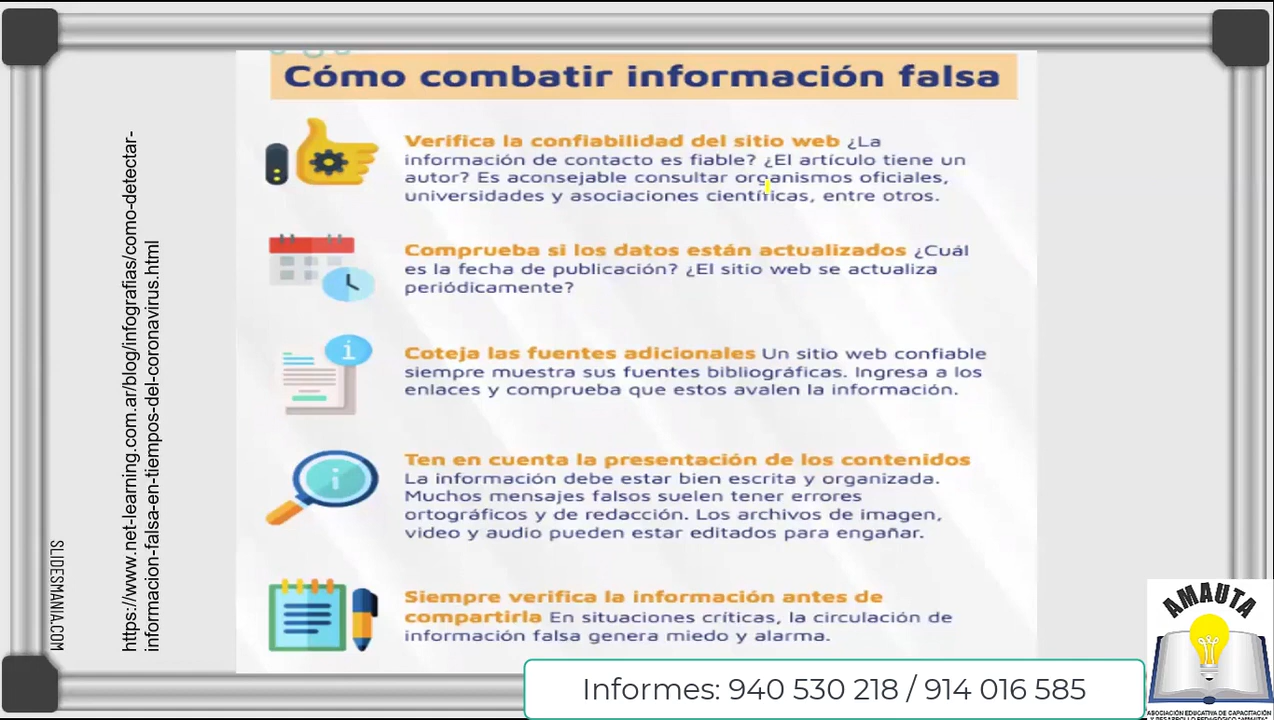 Cómo combatir información falsa
Verifica la confiabilidad del sitio web ¿La
información de contacto es fiable? ¿El artículo tiene un
autor? Es aconsejable consultar organismos oficiales,
universidades y asociaciones científicas, entre otros.
Comprueba si los datos están actualizados ¿Cuál
es la fecha de publicación? ¿El sitio web se actualiza
periódicamente?
Coteja las fuentes adicionales Un sitio web confiable
siempre muestra sus fuentes bibliográficas. Ingresa a los
enlaces y comprueba que estos avalen la información.
Ten en cuenta la presentación de los contenidos
La información debe estar bien escrita y organizada.
Muchos mensajes falsos suelen tener errores
ortográficos y de redacción. Los archivos de imagen,
video y audio pueden estar editados para engañar.
Siempre verifica la información antes de
compartirla En situaciones críticas, la circulación de
información falsa genera miedo y alarma.
https://www.net-learning.com.ar/blog/infografias/como-detectar-
informacion-falsa-en-tiempos-del-coronavirus.html
SLIDESMANIA.COM
Informes: 940 530 218 / 914 016 585
AMAUTA
ASOCIACIÓN EDUCATIVA DE CAPACITACIÓN
Y DESARROLLO PEDAGÓGICO "AMAUTA"